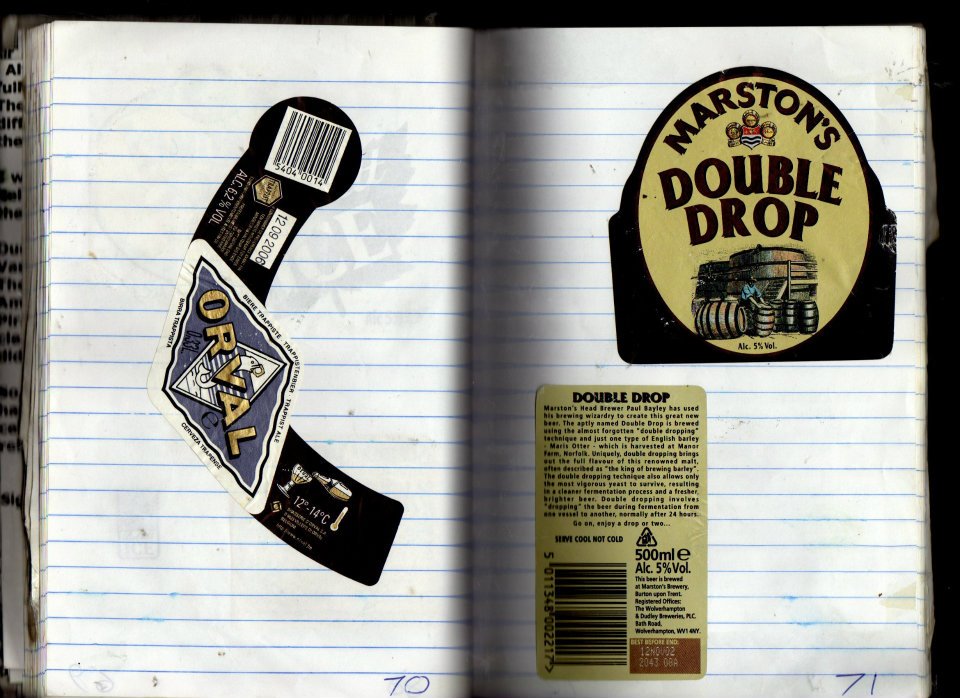 5404 0014
ALC 6.2% VOL
12 09 2006
BIÈRE TRAPPISTE · TRAPPISTENBIER · TRAPPIST ALE
BIRRA TRAPPISTA
ORVAL
CERVEZA TRAPENSE
12°-14°C
70
MARSTON'S
DOUBLE
DROP
Alc. 5% Vol.
DOUBLE DROP
Marston's Head Brewer Paul Bayley has used
his brewing wizardry to create this great new
beer. The aptly named Double Drop is brewed
using the almost forgotten "double dropping"
technique and just one type of English barley
- Maris Otter - which is harvested at Manor
Farm, Norfolk. Uniquely, double dropping brings
out the full flavour of this renowned malt,
often described as "the king of brewing barley".
The double dropping technique also allows only
the most vigorous yeast to survive, resulting
in a cleaner fermentation process and a fresher,
brighter beer. Double dropping involves
"dropping" the beer during fermentation from
one vessel to another, normally after 24 hours.
Go on, enjoy a drop or two...
SERVE COOL NOT COLD
500ml e
Alc. 5% Vol.
This beer is brewed
at Marston's Brewery,
Burton upon Trent.
Registered Offices:
The Wolverhampton
& Dudley Breweries, PLC.
Bath Road,
Wolverhampton, WV1 4NY.
BEST BEFORE END:
12NOV02
2043 00A
5 011348 002217 >
71